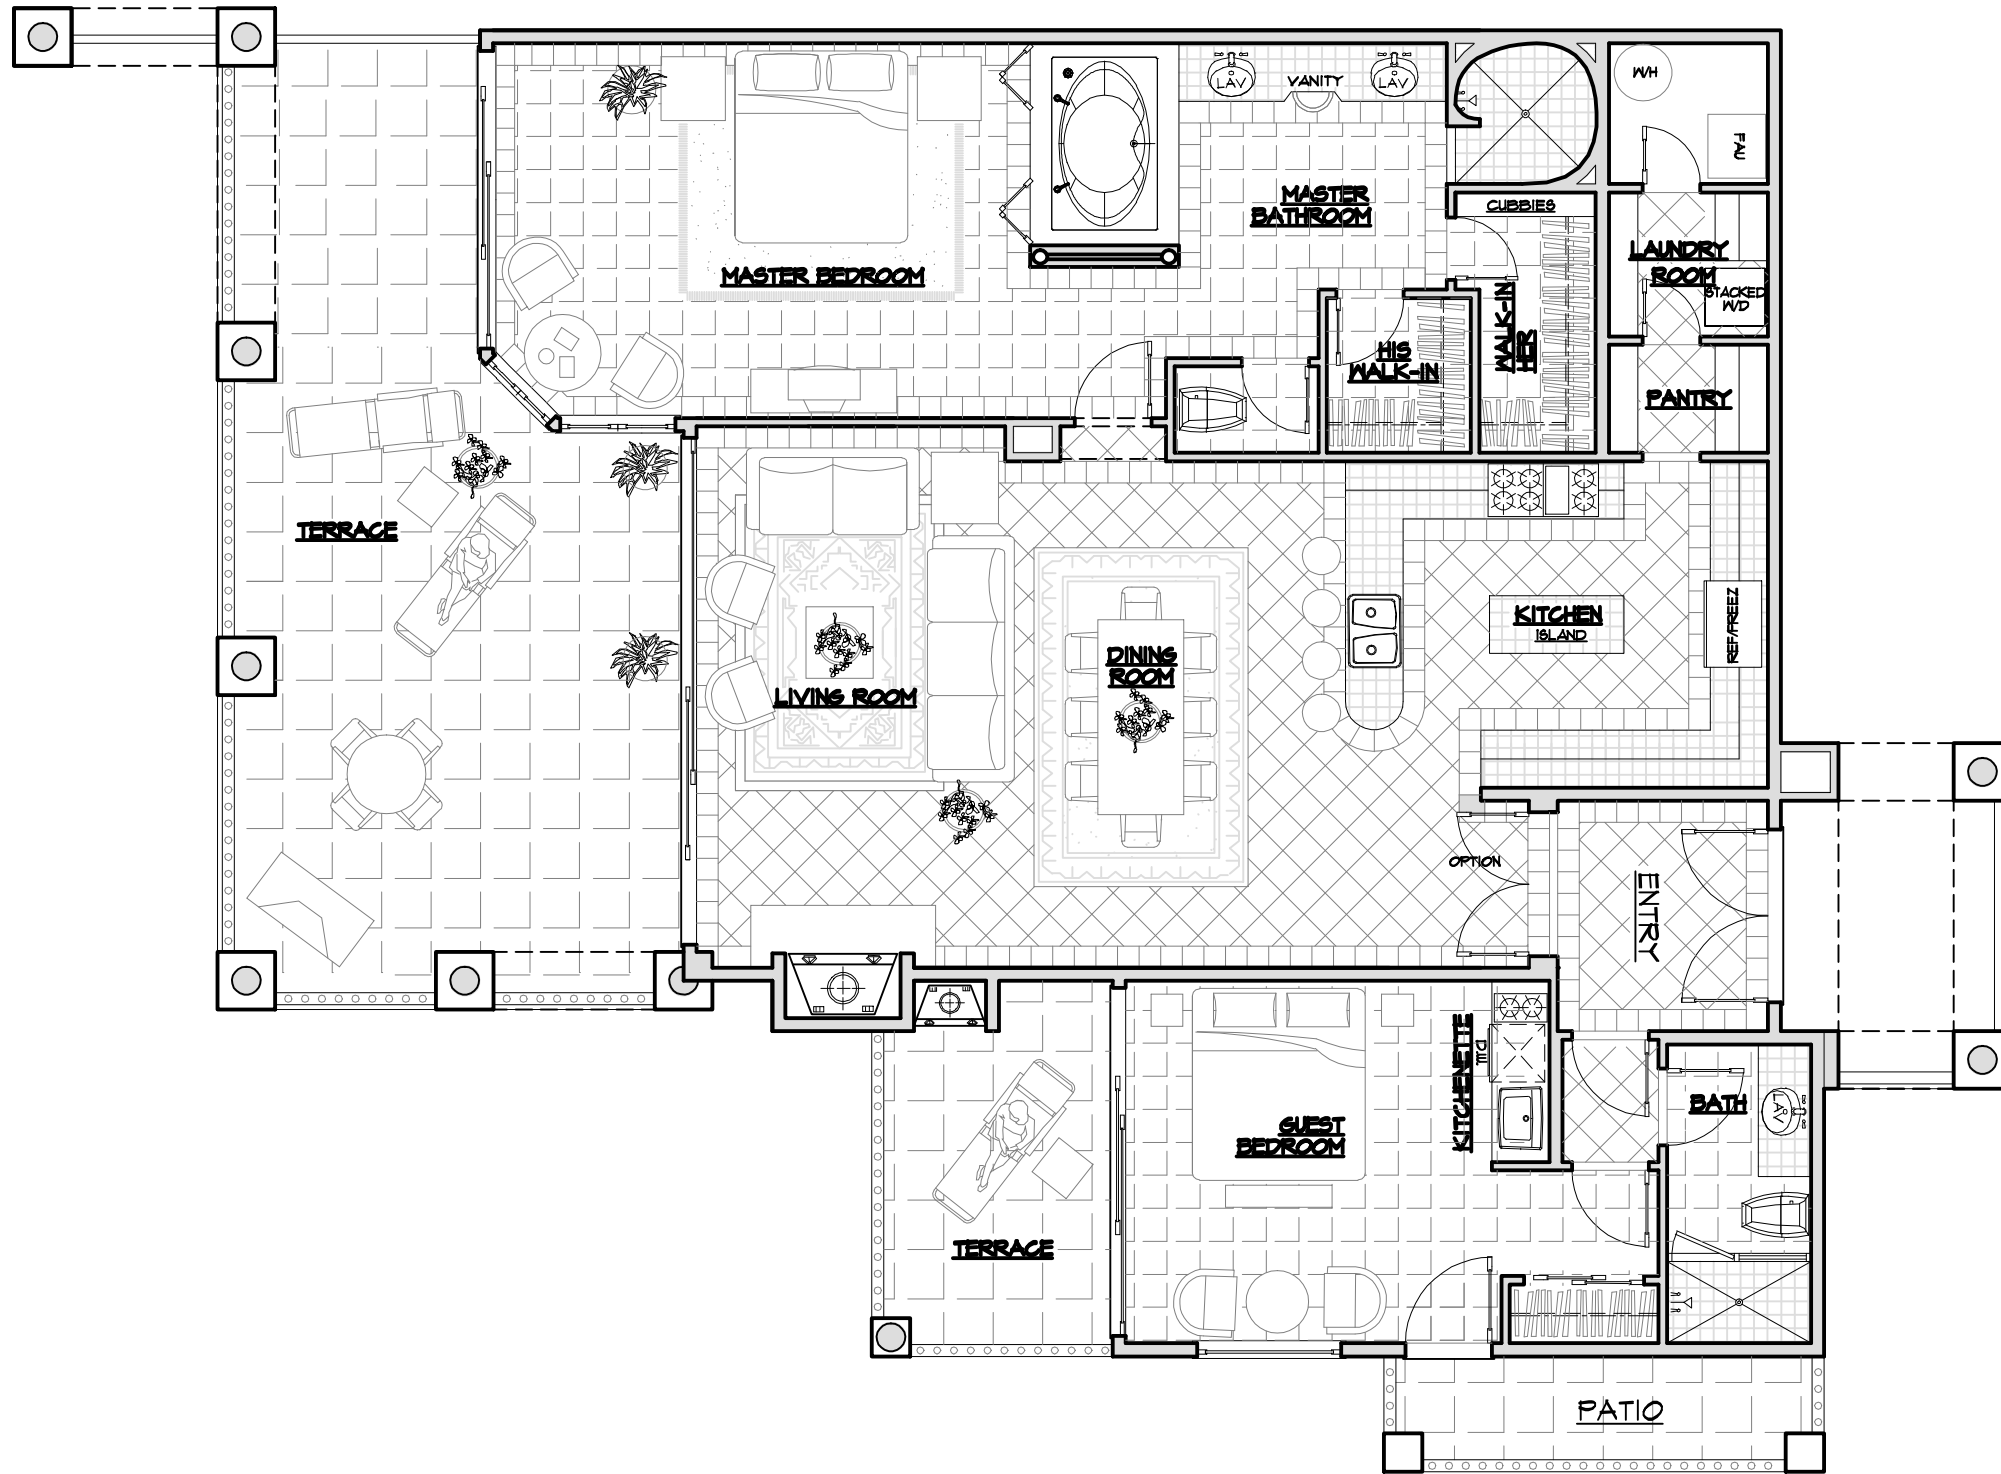 LAV
VANITY
LAV
W/H
FAU
MASTER
BATHROOM
CUBBIES
MASTER BEDROOM
LAUNDRY
ROOM
STACKED
W/D
WALK-IN
HER
HIS
WALK-IN
PANTRY
TERRACE
KITCHEN
ISLAND
REF/FREEZ
DINING
ROOM
LIVING ROOM
OPTION
ENTRY
KITCHENETTE
DW
BATH
LAV
GUEST
BEDROOM
TERRACE
PATIO